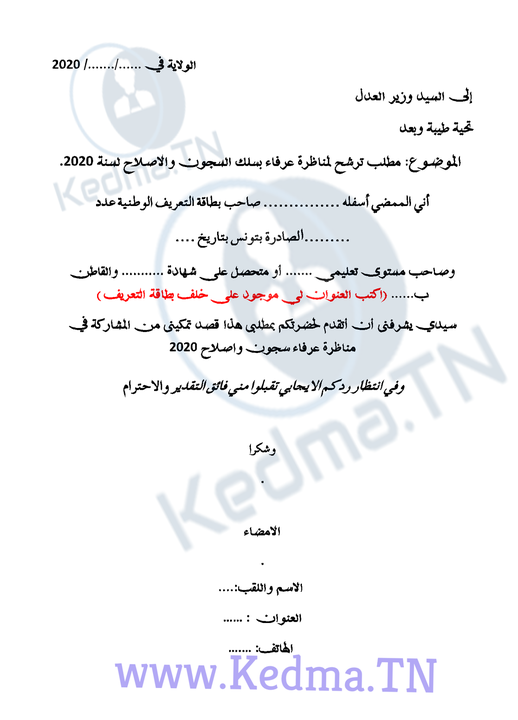 الولاية في ....../......./ 2020
إلى السيد وزير العدل
تحية طيبة وبعد
الموضوع: مطلب ترشح لمناظرة عرفاء بسلك السجون والاصلاح لسنة 2020.
أني الممضي أسفله ............... صاحب بطاقة التعريف الوطنية عدد
.........الصادرة بتونس بتاريخ ....
وصاحب مستوى تعليمي ....... أو متحصل على شهادة ........... والقاطن
ب...... (اكتب العنوان لي موجود على خلف بطاقة التعريف )
سيدي يشرفني أن أتقدم لحضرتكم بمطلبي هذا قصد تمكيني من المشاركة في
مناظرة عرفاء سجون واصلاح 2020
وفي انتظار ردكم الايجابي تقبلوا مني فائق التقدير والاحترام
وشكرا
.
الامضاء
.
الاسم واللقب:....
العنوان : ......
الهاتف: .......
www.Kedma.TN
Kedma.TN
Kedma.TN